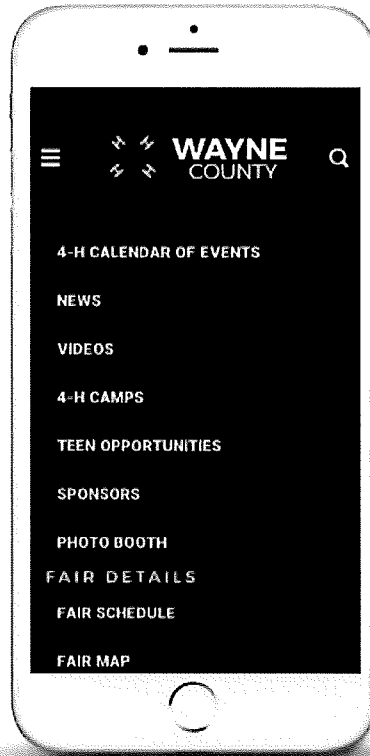 WAYNE
COUNTY
4-H CALENDAR OF EVENTS
NEWS
VIDEOS
4-H CAMPS
TEEN OPPORTUNITIES
SPONSORS
PHOTO BOOTH
FAIR DETAILS
FAIR SCHEDULE
FAIR MAP